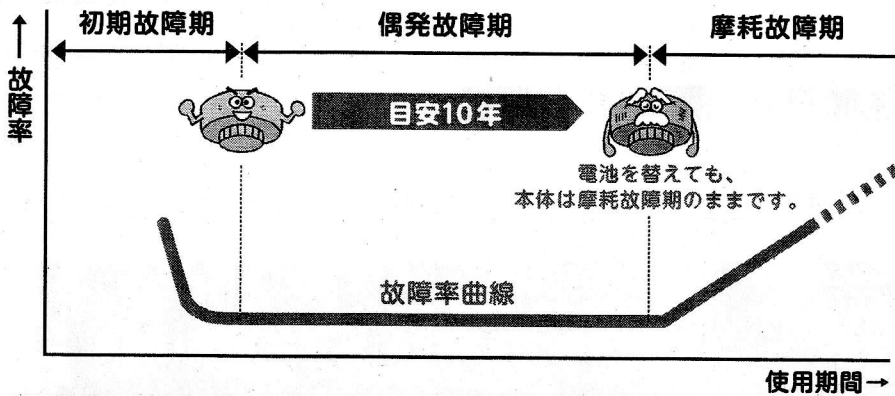 初期故障期
偶発故障期
摩耗故障期
↑故障率
目安10年
電池を替えても、
本体は摩耗故障期のままです。
故障率曲線
使用期間→